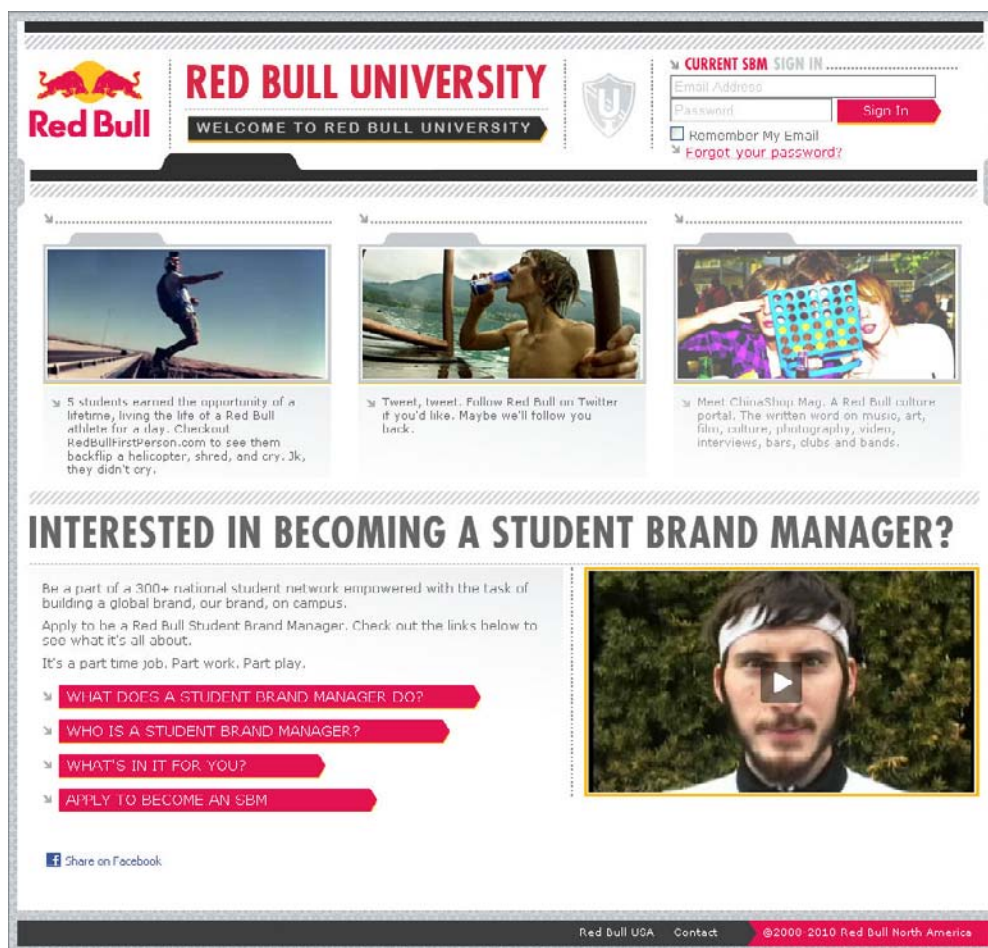 Red Bull
RED BULL UNIVERSITY
WELCOME TO RED BULL UNIVERSITY
U
CURRENT SBM SIGN IN
Email Address
Password
Sign In
Remember My Email
Forgot your password?
5 students earned the opportunity of a
lifetime, living the life of a Red Bull
athlete for a day. Checkout
RedBullFirstPerson.com to see them
backflip a helicopter, shred, and cry. Jk,
they didn't cry.
Tweet, tweet. Follow Red Bull on Twitter
if you'd like. Maybe we'll follow you
back.
Meet ChinaShop Mag. A Red Bull culture
portal. The written word on music, art,
film, culture, photography, video,
interviews, bars, clubs and bands.
INTERESTED IN BECOMING A STUDENT BRAND MANAGER?
Be a part of a 300+ national student network empowered with the task of
building a global brand, our brand, on campus.
Apply to be a Red Bull Student Brand Manager. Check out the links below to
see what it's all about.
It's a part time job. Part work. Part play.
WHAT DOES A STUDENT BRAND MANAGER DO?
WHO IS A STUDENT BRAND MANAGER?
WHAT'S IN IT FOR YOU?
APPLY TO BECOME AN SBM
f Share on Facebook
Red Bull USA Contact @2000-2010 Red Bull North America